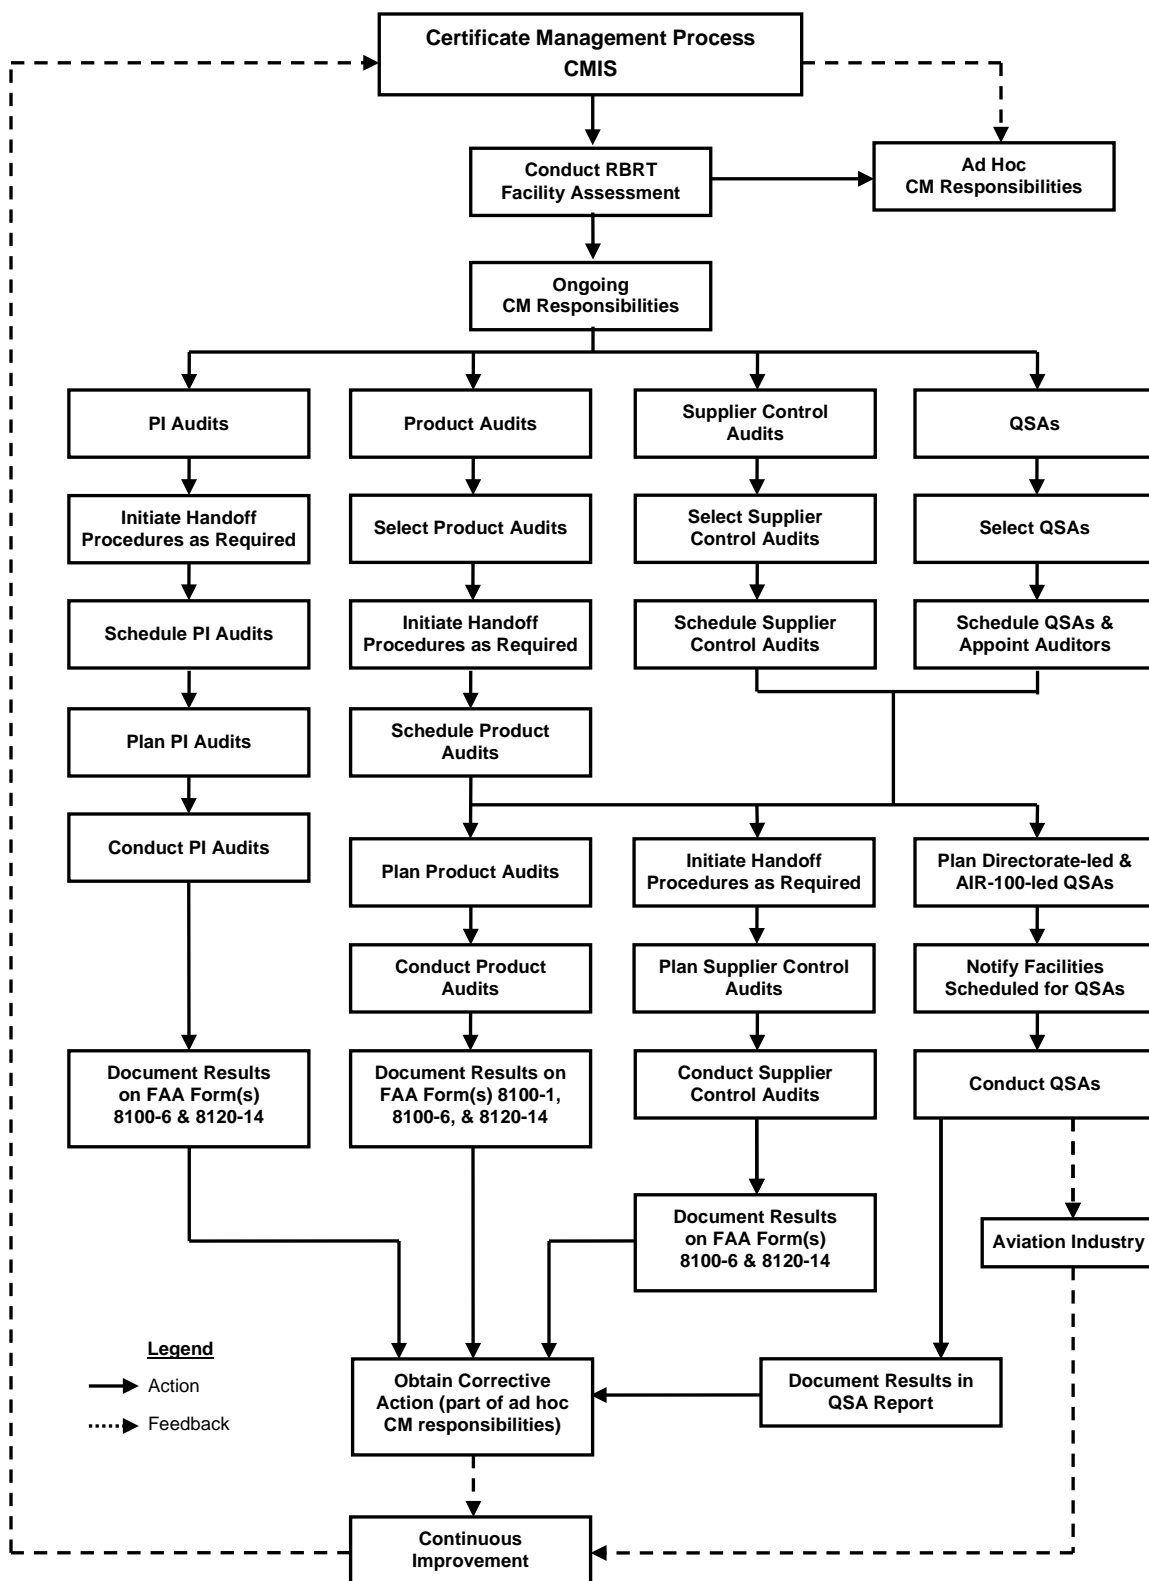 Certificate Management Process
CMIS
Conduct RBRT
Facility Assessment
Ad Hoc
CM Responsibilities
Ongoing
CM Responsibilities
PI Audits
Product Audits
Supplier Control
Audits
QSAs
Initiate Handoff
Procedures as Required
Select Product Audits
Select Supplier
Control Audits
Select QSAs
Schedule PI Audits
Initiate Handoff
Procedures as Required
Schedule Supplier
Control Audits
Schedule QSAs &
Appoint Auditors
Plan PI Audits
Schedule Product
Audits
Conduct PI Audits
Plan Product Audits
Initiate Handoff
Procedures as Required
Plan Directorate-led &
AIR-100-led QSAs
Conduct Product
Audits
Plan Supplier Control
Audits
Notify Facilities
Scheduled for QSAs
Document Results
on FAA Form(s)
8100-6 & 8120-14
Document Results on
FAA Form(s) 8100-1,
8100-6, & 8120-14
Conduct Supplier
Control Audits
Conduct QSAs
Document Results
on FAA Form(s)
8100-6 & 8120-14
Aviation Industry
Legend
Action
Feedback
Obtain Corrective
Action (part of ad hoc
CM responsibilities)
Document Results in
QSA Report
Continuous
Improvement